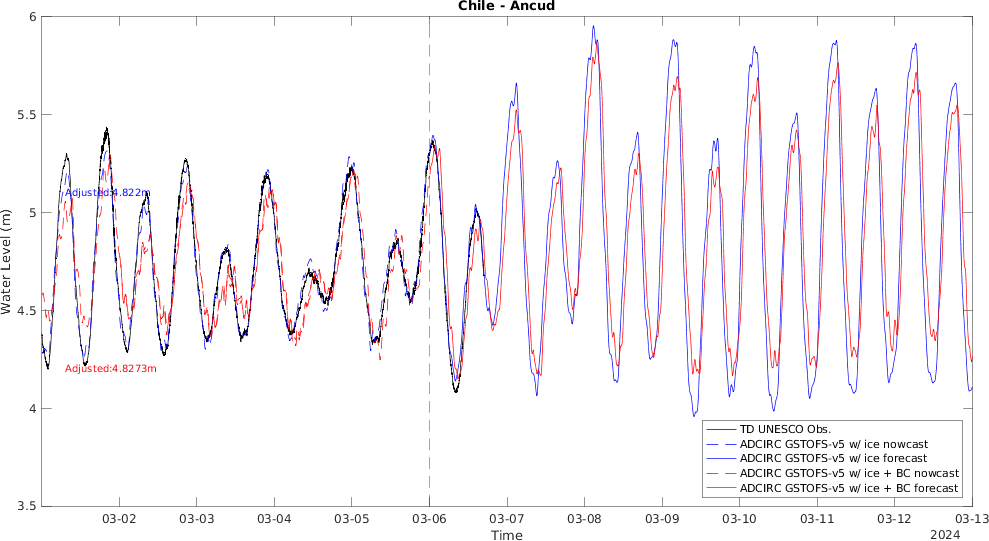 Chile - Ancud
6
5.5
5
4.5
4
3.5
Water Level (m)
Adjusted:4.822m
Adjusted:4.8273m
TD UNESCO Obs.
ADCIRC GSTOFS-v5 w/ ice nowcast
ADCIRC GSTOFS-v5 w/ ice forecast
ADCIRC GSTOFS-v5 w/ ice + BC nowcast
ADCIRC GSTOFS-v5 w/ ice + BC forecast
03-02 03-03 03-04 03-05 03-06 03-07 03-08 03-09 03-10 03-11 03-12 03-13
Time
2024